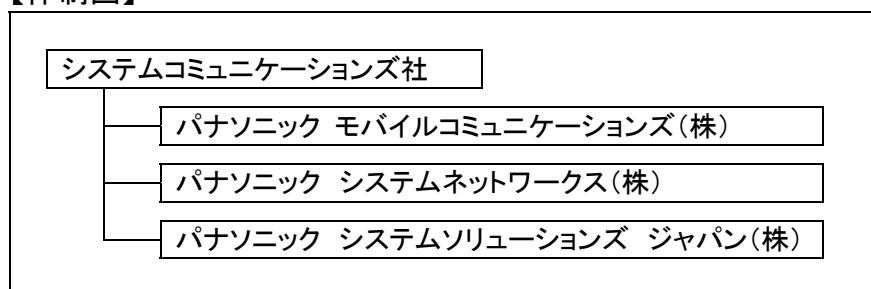 システムコミュニケーションズ社
パナソニック モバイルコミュニケーションズ(株)
パナソニック システムネットワークス(株)
パナソニック システムソリューションズ ジャパン(株)